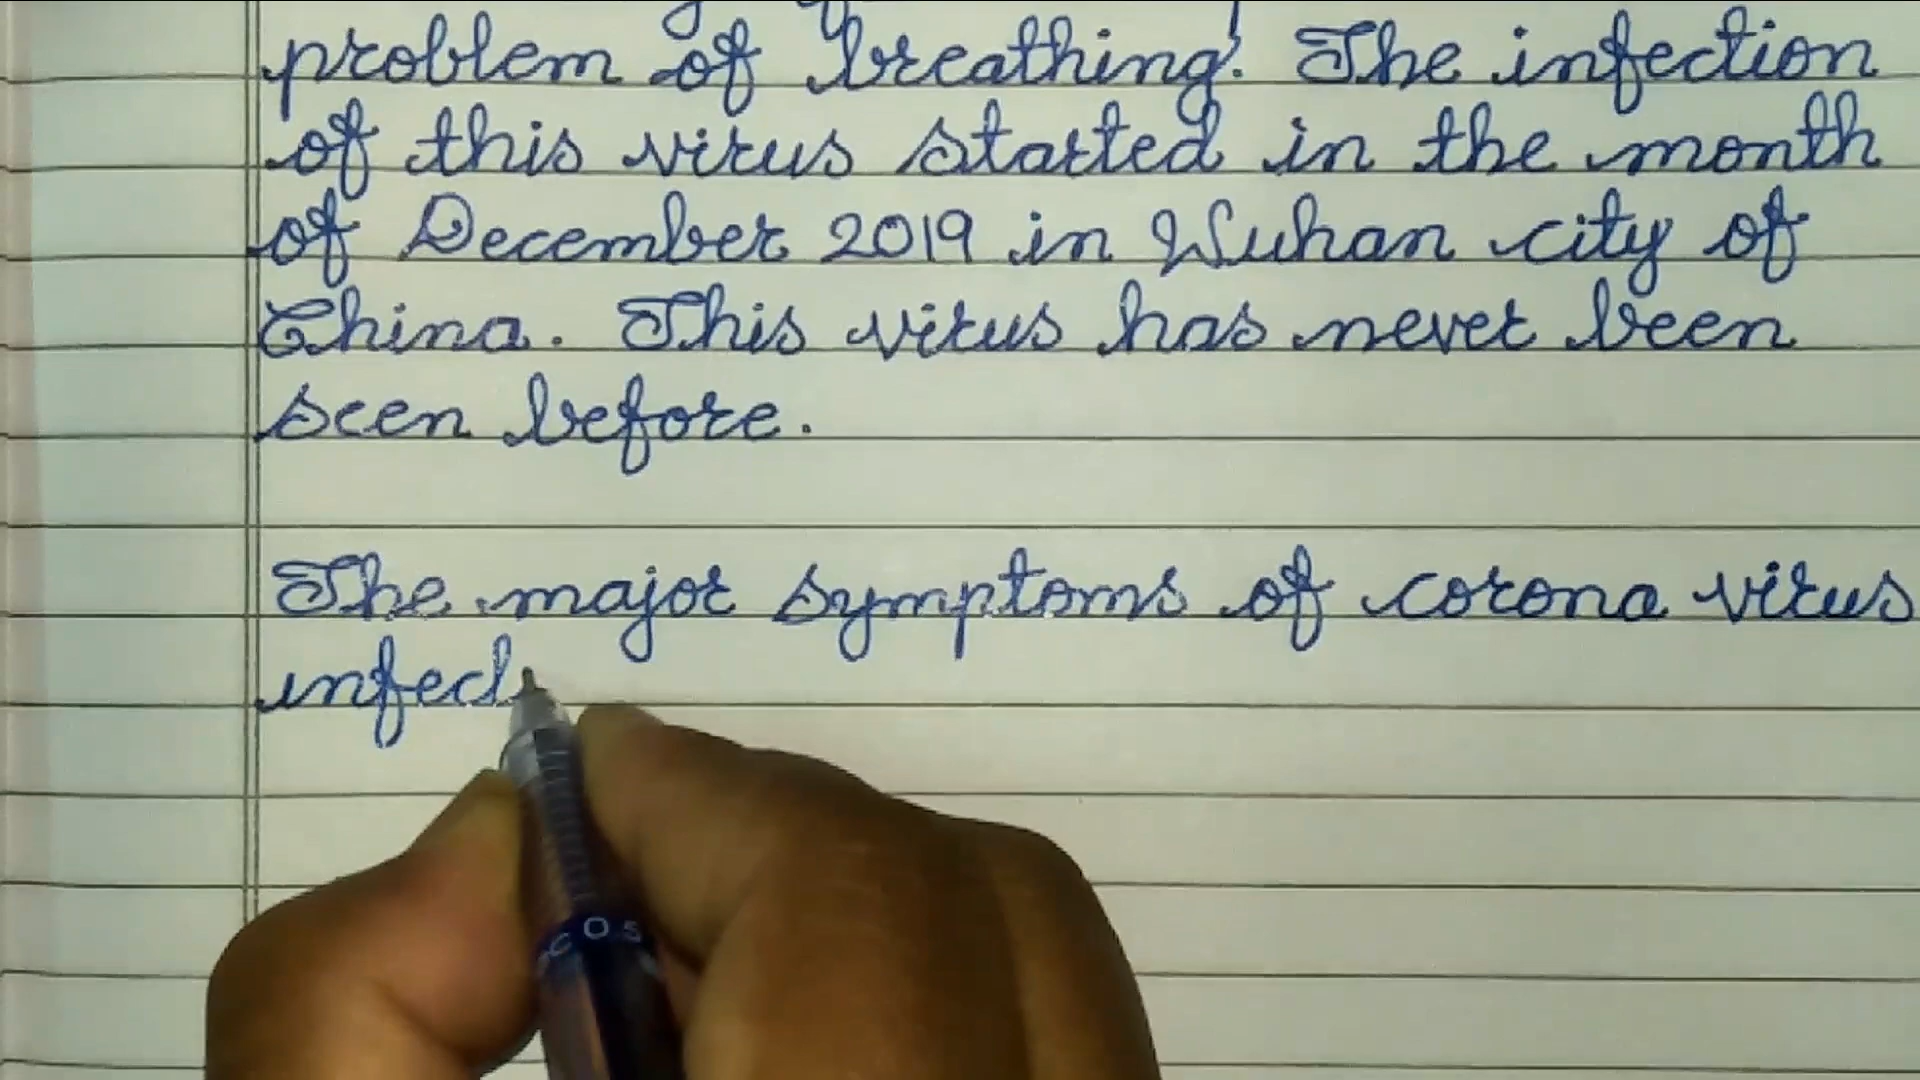 problem of breathing. The infection
of this virus started in the month
of December 2019 in Wuhan city of
China. This virus has never been
seen before.
The major symptoms of corona virus
infect